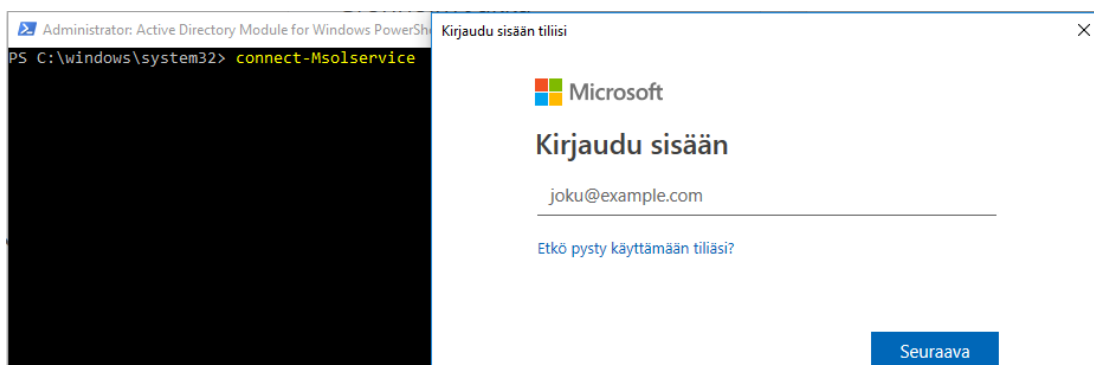 Administrator: Active Directory Module for Windows PowerSh
PS C:\windows\system32> connect-Msolservice
Kirjaudu sisään tiliisi
Microsoft
Kirjaudu sisään
joku@example.com
Etkö pysty käyttämään tiliäsi?
Seuraava